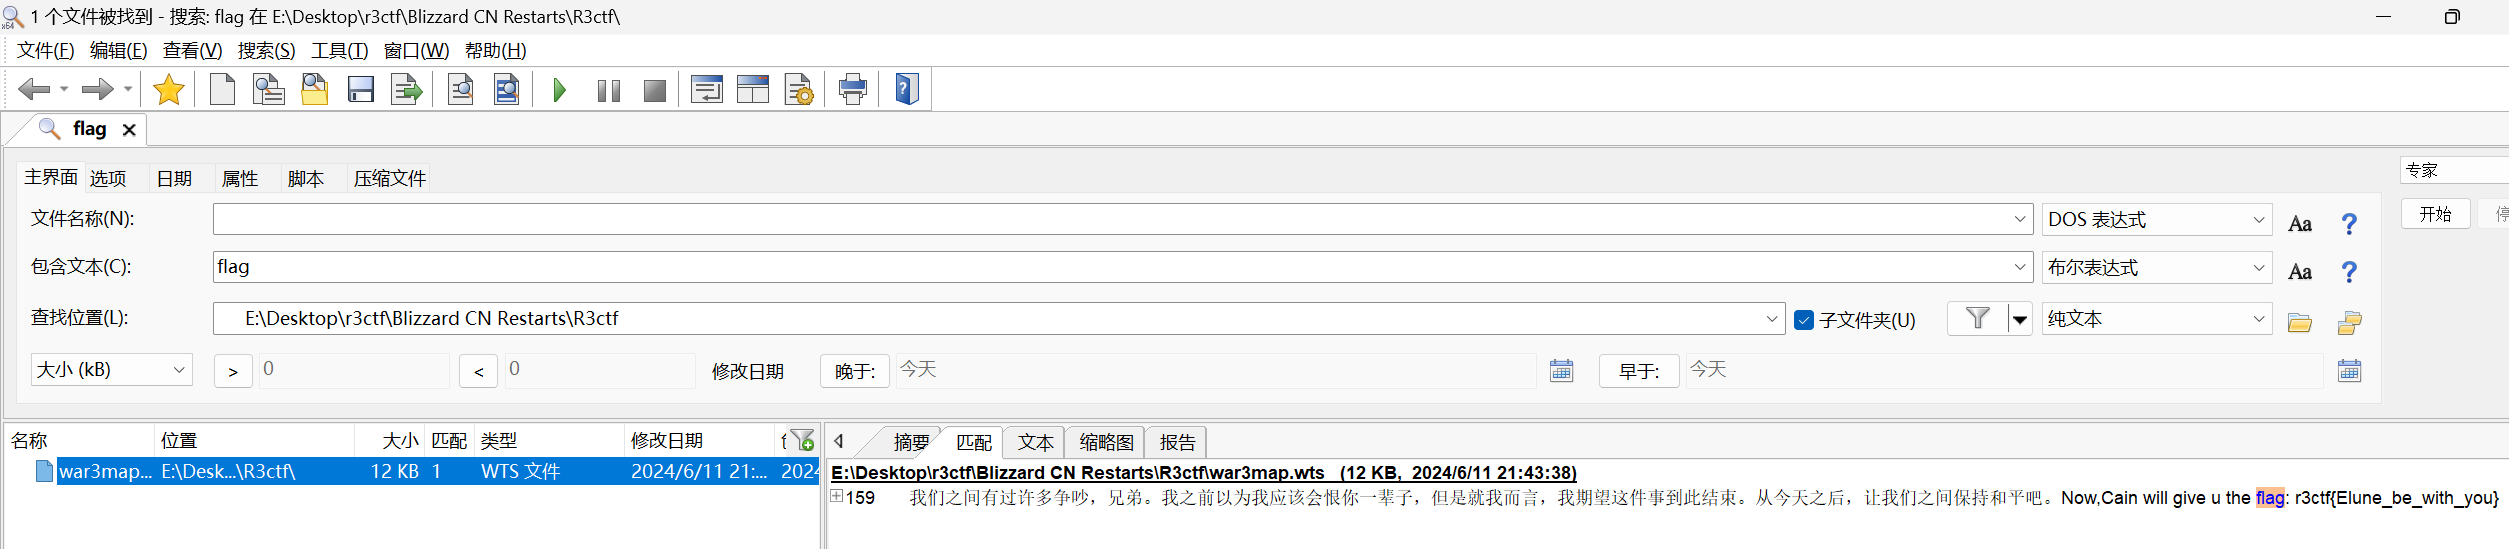 1 个文件被找到 - 搜索: flag 在 E:\Desktop\r3ctf\Blizzard CN Restarts\R3ctf\
文件(F) 编辑(E) 查看(V) 搜索(S) 工具(T) 窗口(W) 帮助(H)
flag
主界面 选项 日期 属性 脚本 压缩文件
专家
文件名称(N): DOS 表达式 Aa ?
开始 停
包含文本(C): flag 布尔表达式 Aa ?
查找位置(L): E:\Desktop\r3ctf\Blizzard CN Restarts\R3ctf 子文件夹(U) 纯文本
大小 (kB) > 0 < 0 修改日期 晚于: 今天 早于: 今天
名称 位置 大小 匹配 类型 修改日期
摘要 匹配 文本 缩略图 报告
war3map... E:\Desk...\R3ctf\ 12 KB 1 WTS 文件 2024/6/11 21:... 2024
E:\Desktop\r3ctf\Blizzard CN Restarts\R3ctf\war3map.wts (12 KB, 2024/6/11 21:43:38)
159 我们之间有过许多争吵，兄弟。我之前以为我应该会恨你一辈子，但是就我而言，我期望这件事到此结束。从今天之后，让我们之间保持和平吧。Now,Cain will give u the flag: r3ctf{Elune_be_with_you}